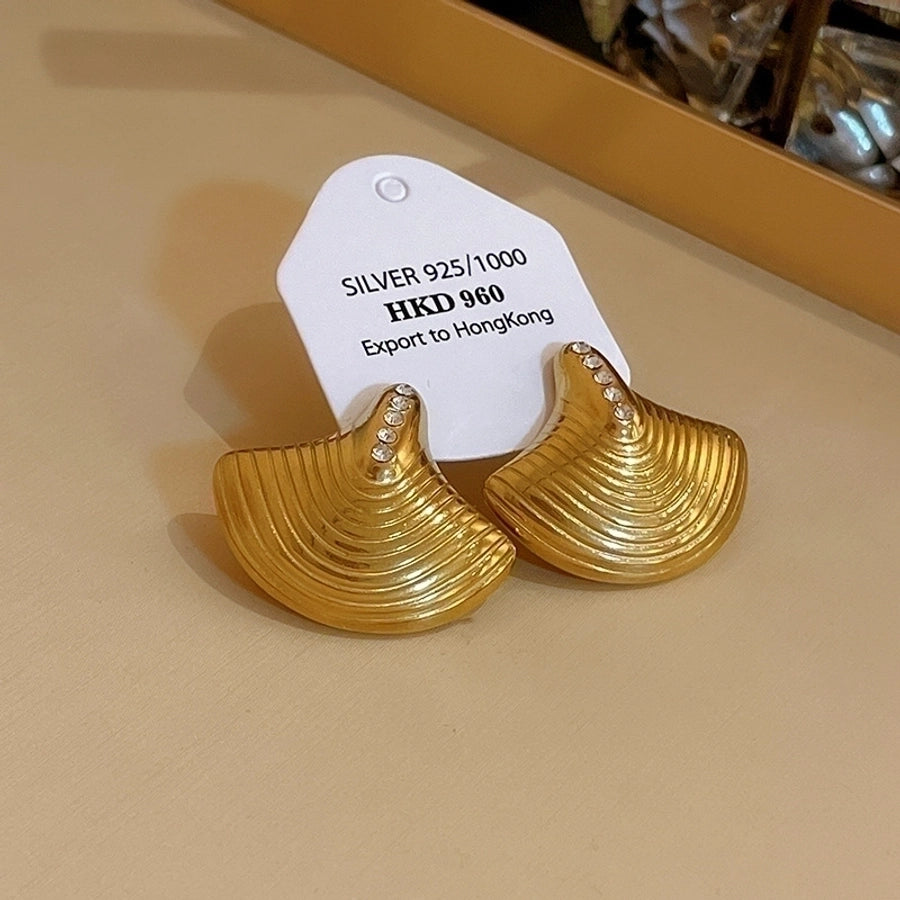 SILVER 925/1000
HKD 960
Export to HongKong